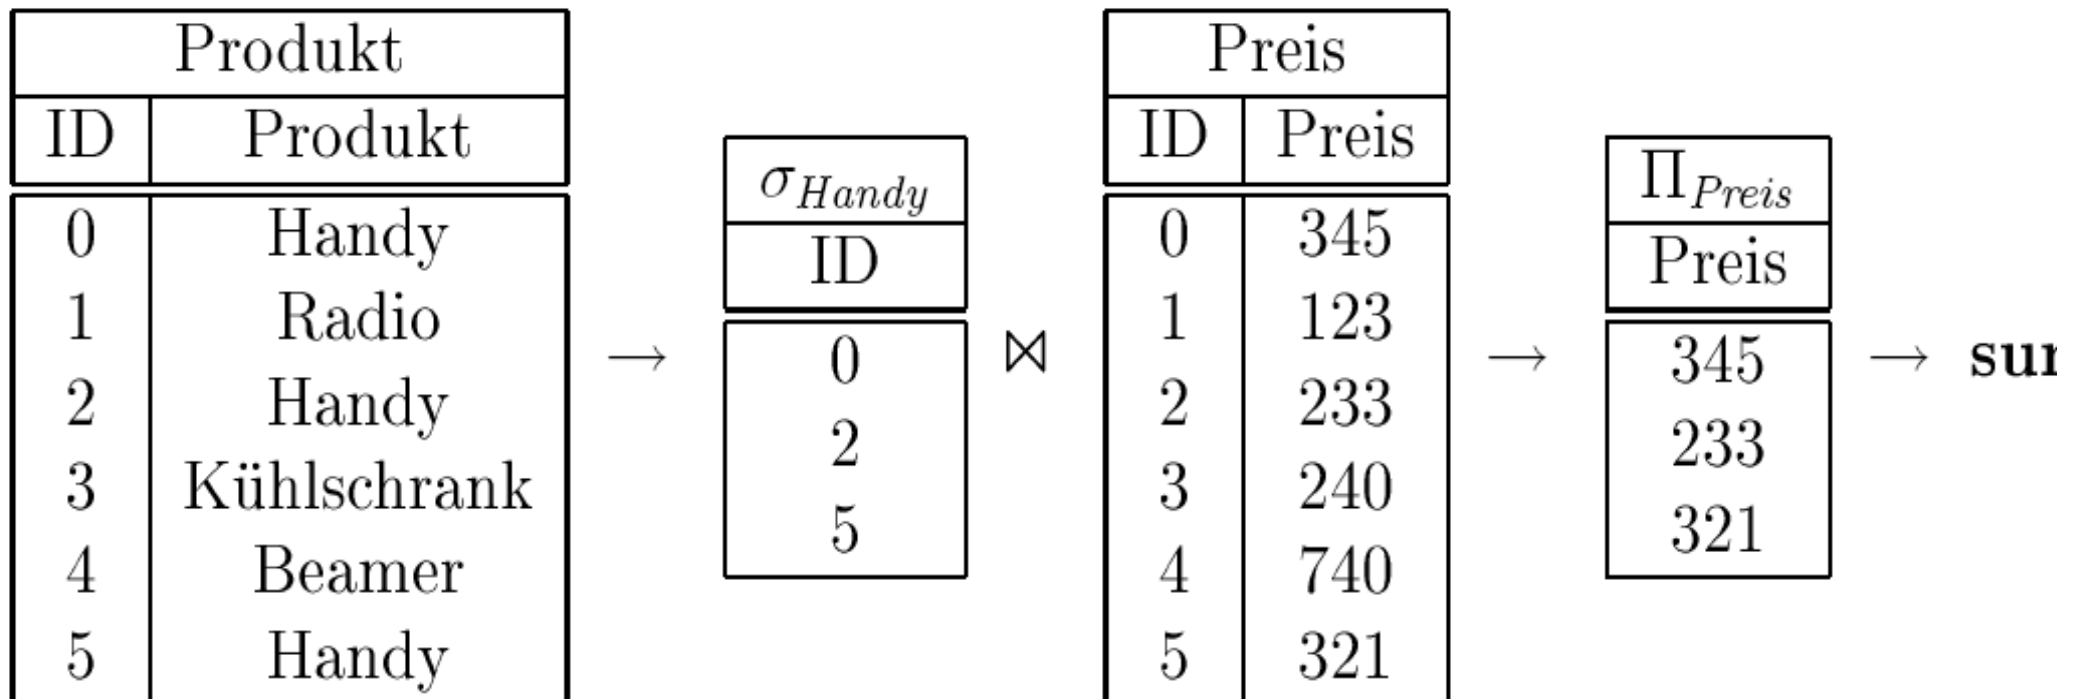 Produkt
ID Produkt
0 Handy
1 Radio
2 Handy
3 Kühlschrank
4 Beamer
5 Handy
→
σHandy
ID
0
2
5
⋈
Preis
ID Preis
0 345
1 123
2 233
3 240
4 740
5 321
→
ΠPreis
Preis
345
233
321
→